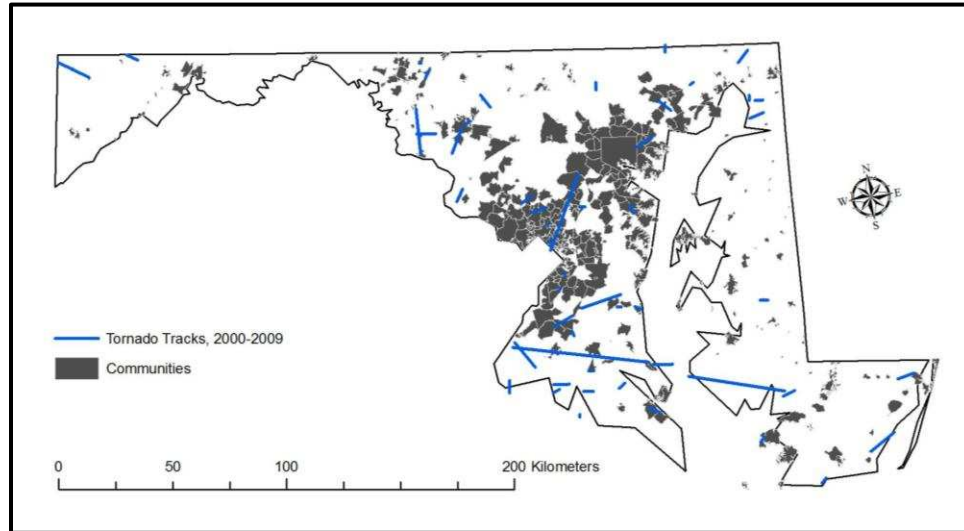 N
W E
S
Tornado Tracks, 2000-2009
Communities
0 50 100 200 Kilometers